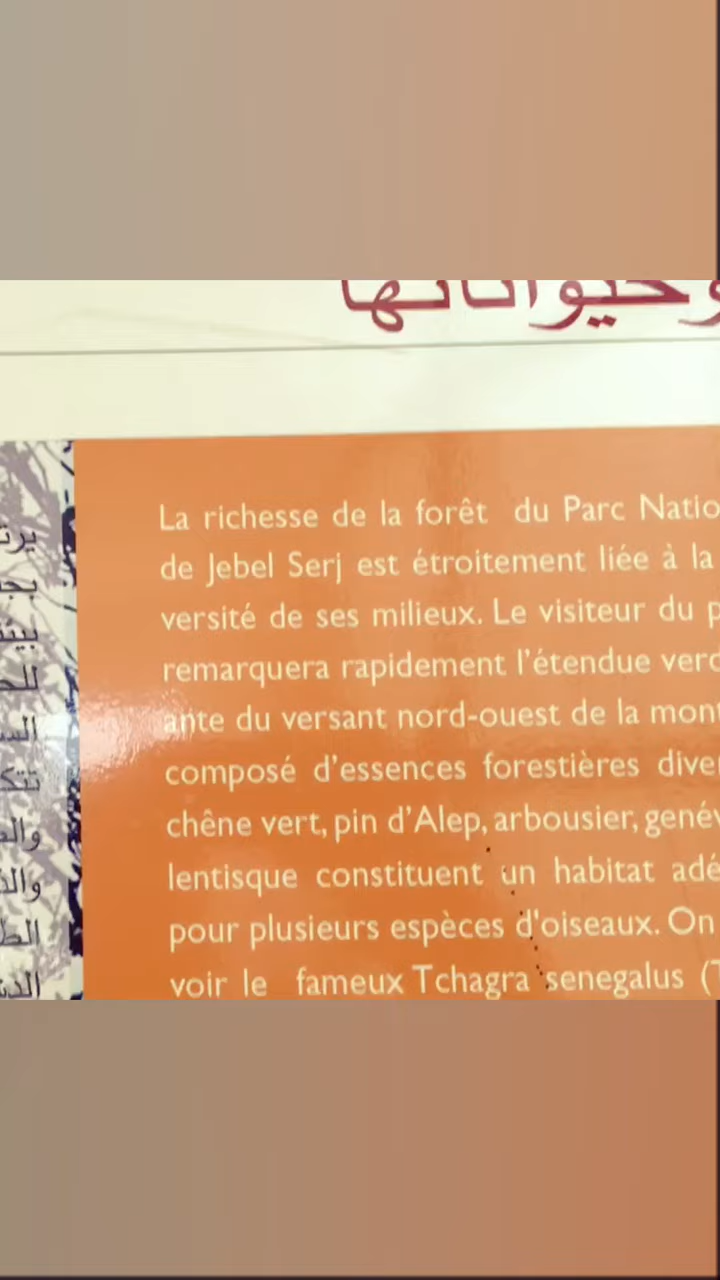 وحيواناتها
La richesse de la forêt du Parc Natio
de Jebel Serj est étroitement liée à la
versité de ses milieux. Le visiteur du p
remarquera rapidement l'étendue verd
ante du versant nord-ouest de la mon
composé d'essences forestières dive
chêne vert, pin d'Alep, arbousier, genév
lentisque constituent un habitat adé
pour plusieurs espèces d'oiseaux. On
voir le fameux Tchagra senegalus (T